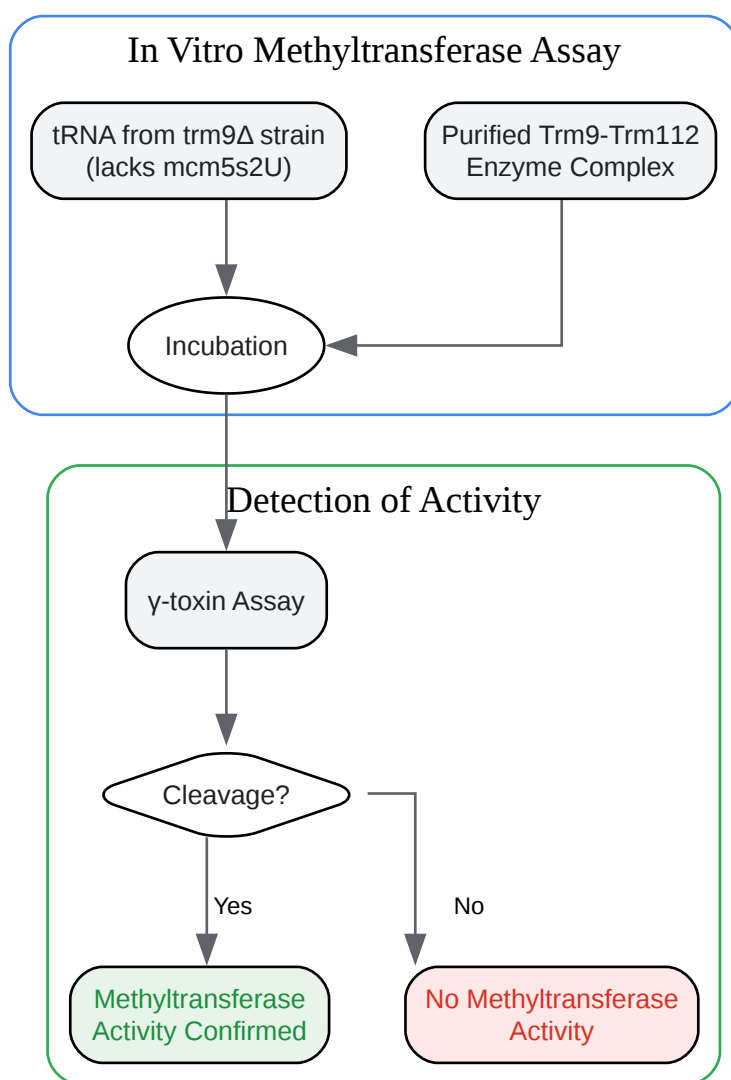 In Vitro Methyltransferase Assay
tRNA from trm9Δ strain
(lacks mcm5s2U)
Purified Trm9-Trm112
Enzyme Complex
Incubation
Detection of Activity
γ-toxin Assay
Cleavage?
Yes
No
Methyltransferase
Activity Confirmed
No Methyltransferase
Activity